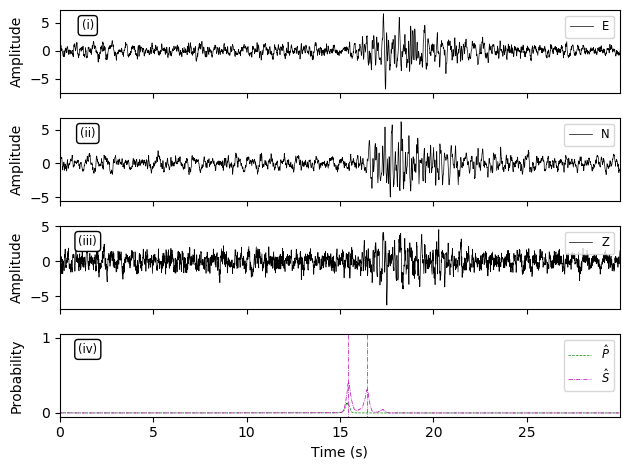 (i)
E
Amplitude
5
0
−5
(ii)
N
Amplitude
5
0
−5
(iii)
Z
Amplitude
5
0
−5
(iv)
P̂
Ŝ
Probability
1
0
0 5 10 15 20 25
Time (s)